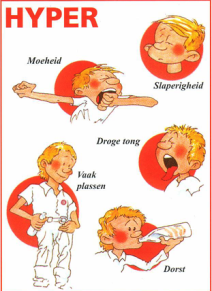 HYPER
Moeheid
Slaperigheid
Droge tong
Vaak
plassen
Dorst